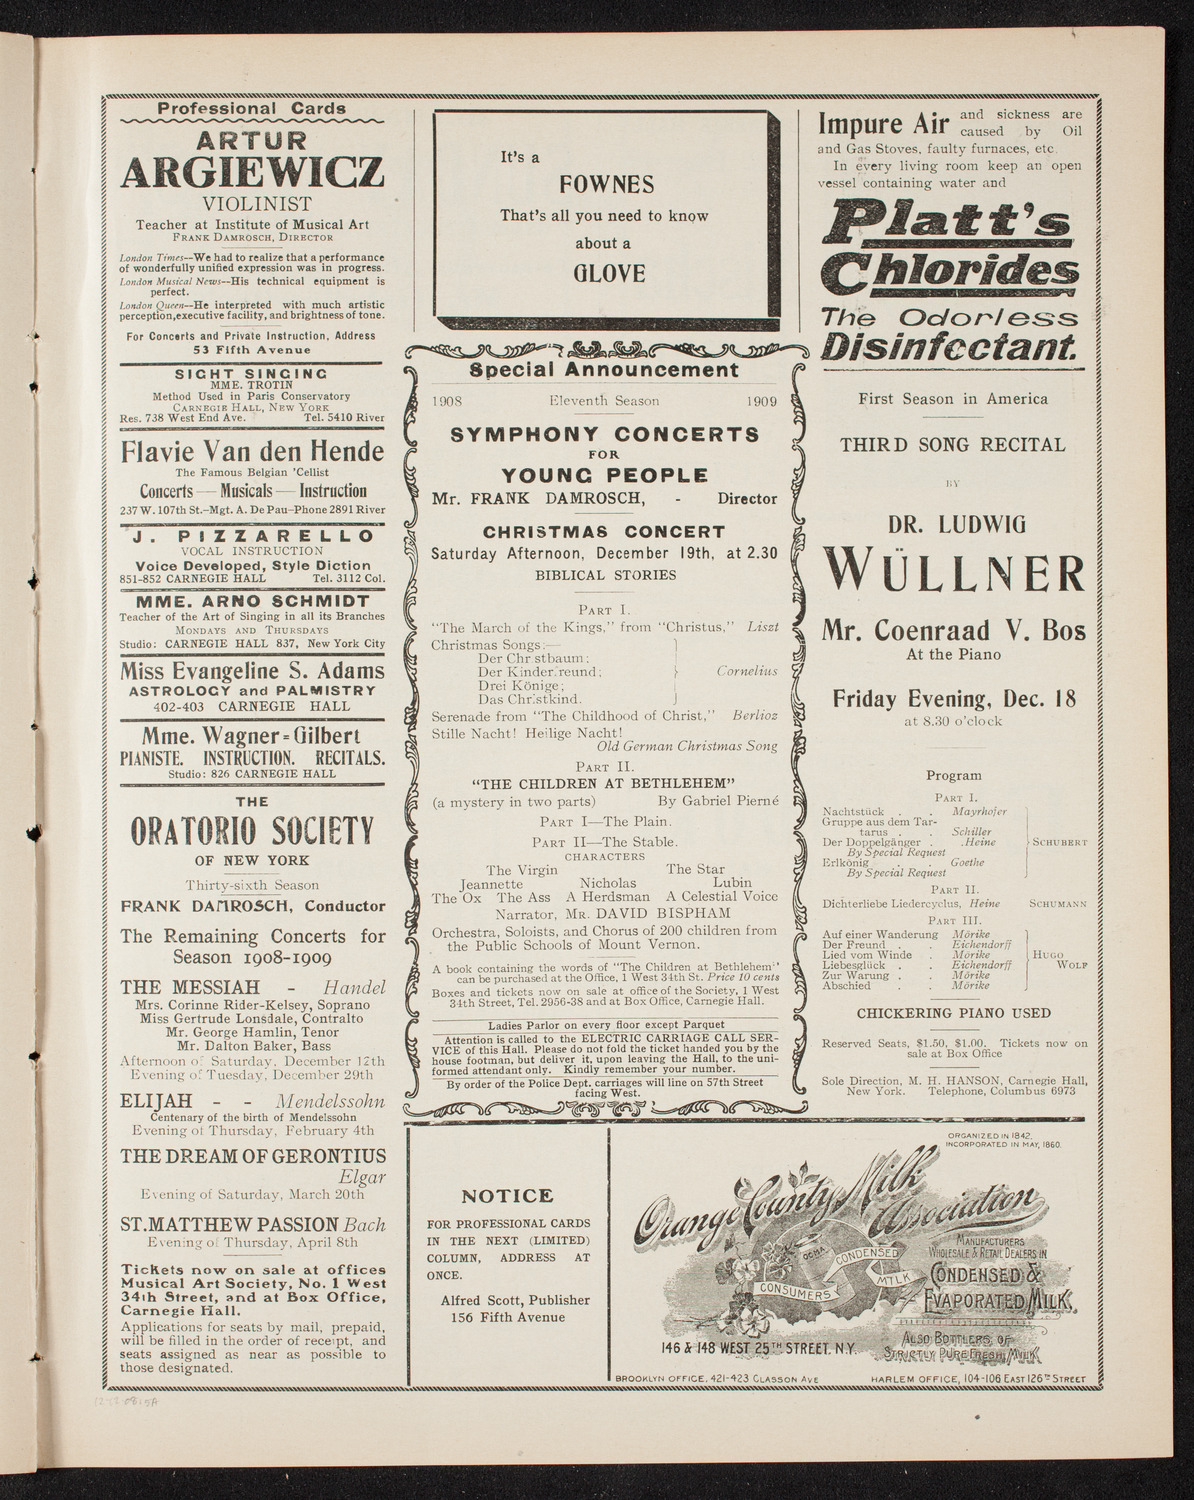 Professional Cards
ARTUR
ARGIEWICZ
VIOLINIST
Teacher at Institute of Musical Art
FRANK DAMROSCH, DIRECTOR
London Times--We had to realize that a performance
of wonderfully unified expression was in progress.
London Musical News--His technical equipment is
perfect.
London Queen--He interpreted with much artistic
perception,executive facility, and brightness of tone.
For Concerts and Private Instruction, Address
53 Fifth Avenue
SIGHT SINGING
MME. TROTIN
Method Used in Paris Conservatory
CARNEGIE HALL, NEW YORK
Res. 738 West End Ave. Tel. 5410 River
Flavie Van den Hende
The Famous Belgian 'Cellist
Concerts — Musicals — Instruction
237 W. 107th St.–Mgt. A. De Pau–Phone 2891 River
J. PIZZARELLO
VOCAL INSTRUCTION
Voice Developed, Style Diction
851-852 CARNEGIE HALL Tel. 3112 Col.
MME. ARNO SCHMIDT
Teacher of the Art of Singing in all its Branches
MONDAYS AND THURSDAYS
Studio: CARNEGIE HALL 837, New York City
Miss Evangeline S. Adams
ASTROLOGY and PALMISTRY
402-403 CARNEGIE HALL
Mme. Wagner=Gilbert
PIANISTE. INSTRUCTION. RECITALS.
Studio: 826 CARNEGIE HALL
THE
ORATORIO SOCIETY
OF NEW YORK
Thirty-sixth Season
FRANK DAMROSCH, Conductor
The Remaining Concerts for
Season 1908-1909
THE MESSIAH - Handel
Mrs. Corinne Rider-Kelsey, Soprano
Miss Gertrude Lonsdale, Contralto
Mr. George Hamlin, Tenor
Mr. Dalton Baker, Bass
Afternoon of Saturday, December 12th
Evening of Tuesday, December 29th
ELIJAH - - Mendelssohn
Centenary of the birth of Mendelssohn
Evening of Thursday, February 4th
THE DREAM OF GERONTIUS
Elgar
Evening of Saturday, March 20th
ST. MATTHEW PASSION Bach
Evening of Thursday, April 8th
Tickets now on sale at offices
Musical Art Society, No. 1 West
34th Street, and at Box Office,
Carnegie Hall.
Applications for seats by mail, prepaid,
will be filled in the order of receipt, and
seats assigned as near as possible to
those designated.
It's a
FOWNES
That's all you need to know
about a
GLOVE
Special Announcement
1908 Eleventh Season 1909
SYMPHONY CONCERTS
FOR
YOUNG PEOPLE
Mr. FRANK DAMROSCH, - Director
CHRISTMAS CONCERT
Saturday Afternoon, December 19th, at 2.30
BIBLICAL STORIES
PART I.
"The March of the Kings," from "Christus," Liszt
Christmas Songs:—
Der Christbaum;
Der Kinderfreund;
Drei Könige;
Das Christkind.
Cornelius
Serenade from "The Childhood of Christ," Berlioz
Stille Nacht! Heilige Nacht!
Old German Christmas Song
PART II.
"THE CHILDREN AT BETHLEHEM"
(a mystery in two parts) By Gabriel Pierné
PART I—The Plain.
PART II—The Stable.
CHARACTERS
The Virgin The Star
Jeannette Nicholas Lubin
The Ox The Ass A Herdsman A Celestial Voice
Narrator, MR. DAVID BISPHAM
Orchestra, Soloists, and Chorus of 200 children from
the Public Schools of Mount Vernon.
A book containing the words of "The Children at Bethlehem"
can be purchased at the Office, 1 West 34th St. Price 10 cents
Boxes and tickets now on sale at office of the Society, 1 West
34th Street, Tel. 2956-38 and at Box Office, Carnegie Hall.
Ladies Parlor on every floor except Parquet
Attention is called to the ELECTRIC CARRIAGE CALL SER-
VICE of this Hall. Please do not fold the ticket handed you by the
house footman, but deliver it, upon leaving the Hall, to the uni-
formed attendant only. Kindly remember your number.
By order of the Police Dept. carriages will line on 57th Street
facing West.
Impure Air and sickness are
caused by Oil
and Gas Stoves, faulty furnaces, etc.
In every living room keep an open
vessel containing water and
Platt's
Chlorides
The Odorless
Disinfectant.
First Season in America
THIRD SONG RECITAL
BY
DR. LUDWIG
WÜLLNER
Mr. Coenraad V. Bos
At the Piano
Friday Evening, Dec. 18
at 8.30 o'clock
Program
PART I.
Nachtstück . . Mayrhofer
Gruppe aus dem Tar-
tarus . . Schiller
Der Doppelgänger . . Heine
By Special Request
Erlkönig . . Goethe
By Special Request
SCHUBERT
PART II.
Dichterliebe Liedercyclus, Heine SCHUMANN
PART III.
Auf einer Wanderung Mörike
Der Freund . . Eichendorff
Lied vom Winde . Mörike
Liebesglück . . Eichendorff
Zur Warung . . Mörike
Abschied . . Mörike
HUGO
WOLF
CHICKERING PIANO USED
Reserved Seats, $1.50, $1.00. Tickets now on
sale at Box Office
Sole Direction, M. H. HANSON, Carnegie Hall,
New York. Telephone, Columbus 6973
NOTICE
FOR PROFESSIONAL CARDS
IN THE NEXT (LIMITED)
COLUMN, ADDRESS AT
ONCE.
Alfred Scott, Publisher
156 Fifth Avenue
ORGANIZED IN 1842.
INCORPORATED IN MAY, 1860.
Orange County Milk
Association
OCMA
CONDENSED
MILK
CONSUMERS
MANUFACTURERS
WHOLESALE & RETAIL DEALERS IN
CONDENSED &
EVAPORATED MILK.
ALSO BOTTLERS OF
STRICTLY PURE FRESH MILK
146 & 148 WEST 25TH STREET. N.Y.
BROOKLYN OFFICE, 421-423 CLASSON AVE
HARLEM OFFICE, 104-106 EAST 126TH STREET